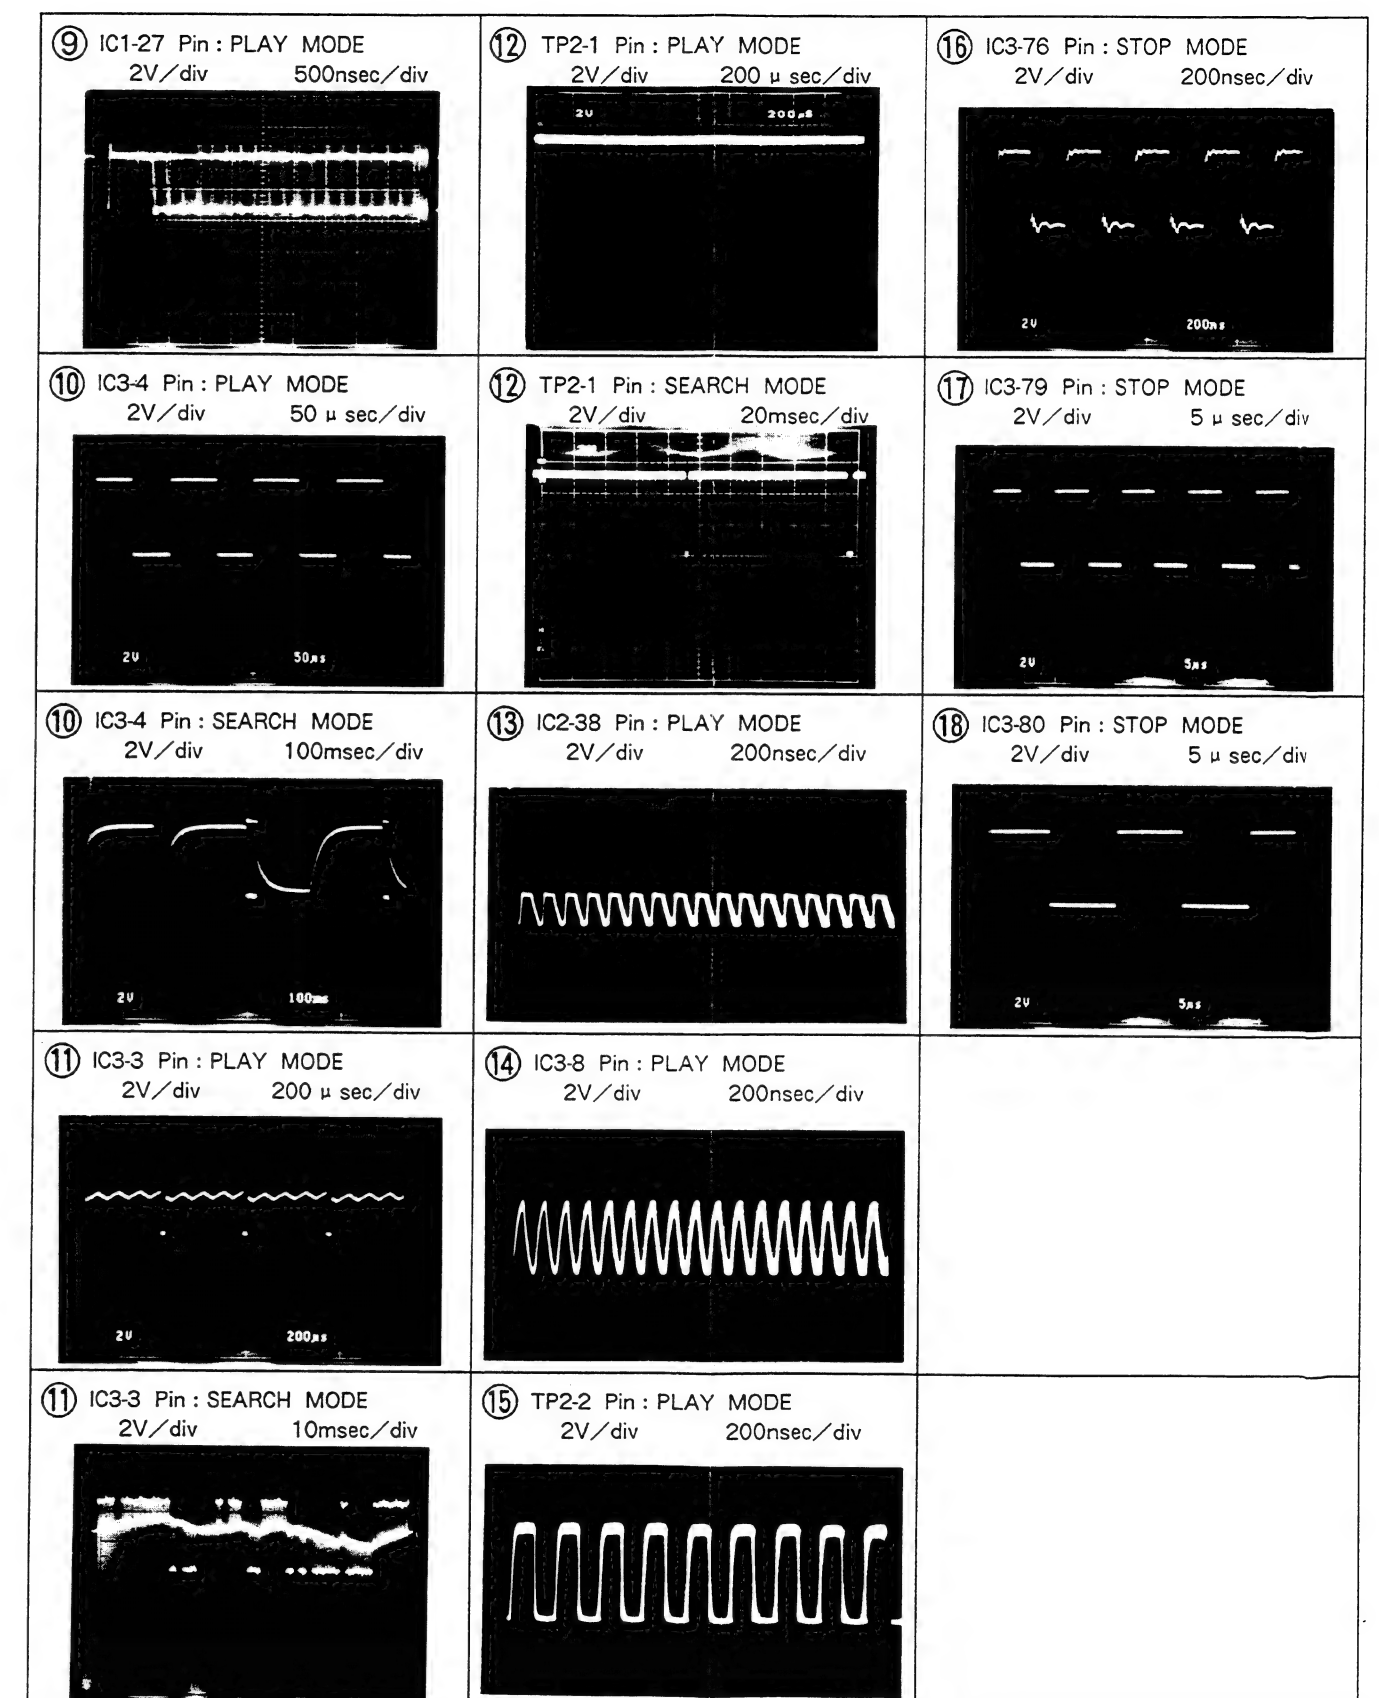 ⑨ IC1-27 Pin : PLAY MODE
2V／div 500nsec／div
⑩ IC3-4 Pin : PLAY MODE
2V／div 50 μ sec／div
2V 50μs
⑩ IC3-4 Pin : SEARCH MODE
2V／div 100msec／div
2V 100ms
⑪ IC3-3 Pin : PLAY MODE
2V／div 200 μ sec／div
2V 200μs
⑪ IC3-3 Pin : SEARCH MODE
2V／div 10msec／div
⑫ TP2-1 Pin : PLAY MODE
2V／div 200 μ sec／div
2V 200μS
⑫ TP2-1 Pin : SEARCH MODE
2V／div 20msec／div
⑬ IC2-38 Pin : PLAY MODE
2V／div 200nsec／div
⑭ IC3-8 Pin : PLAY MODE
2V／div 200nsec／div
⑮ TP2-2 Pin : PLAY MODE
2V／div 200nsec／div
⑯ IC3-76 Pin : STOP MODE
2V／div 200nsec／div
2V 200ns
⑰ IC3-79 Pin : STOP MODE
2V／div 5 μ sec／div
2V 5μs
⑱ IC3-80 Pin : STOP MODE
2V／div 5 μ sec／div
2V 5μs